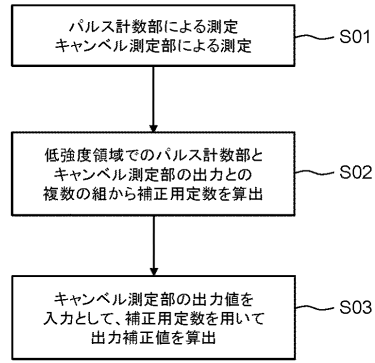 パルス計数部による測定
キャンベル測定部による測定
S01
低強度領域でのパルス計数部と
キャンベル測定部の出力との
複数の組から補正用定数を算出
S02
キャンベル測定部の出力値を
入力として、補正用定数を用いて
出力補正値を算出
S03